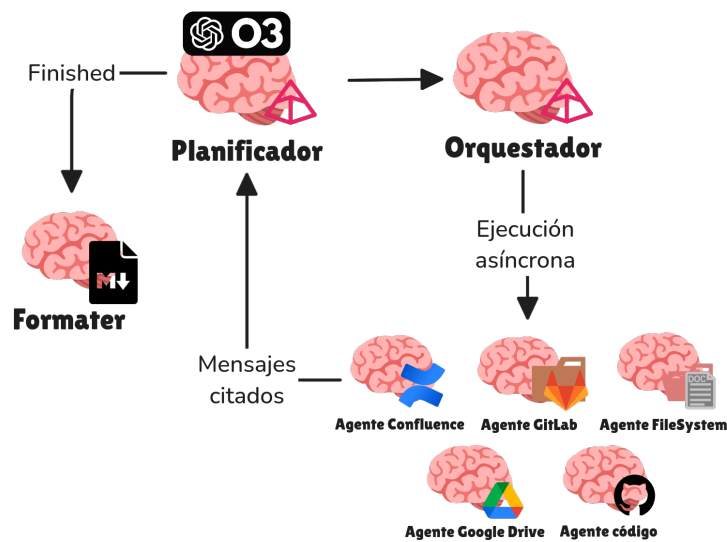 O3
Finished
Planificador
Orquestador
Ejecución
asíncrona
M
Formater
Mensajes
citados
DOC
Agente Confluence
Agente GitLab
Agente FileSystem
Agente Google Drive
Agente código